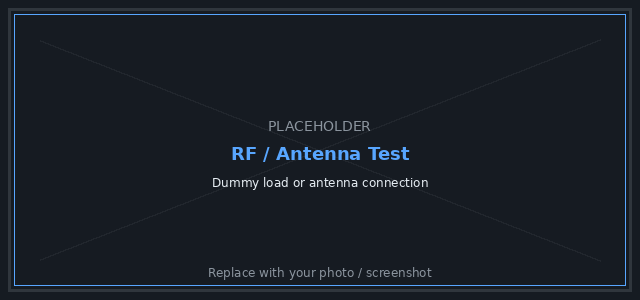 PLACEHOLDER
RF / Antenna Test
Dummy load or antenna connection
Replace with your photo / screenshot